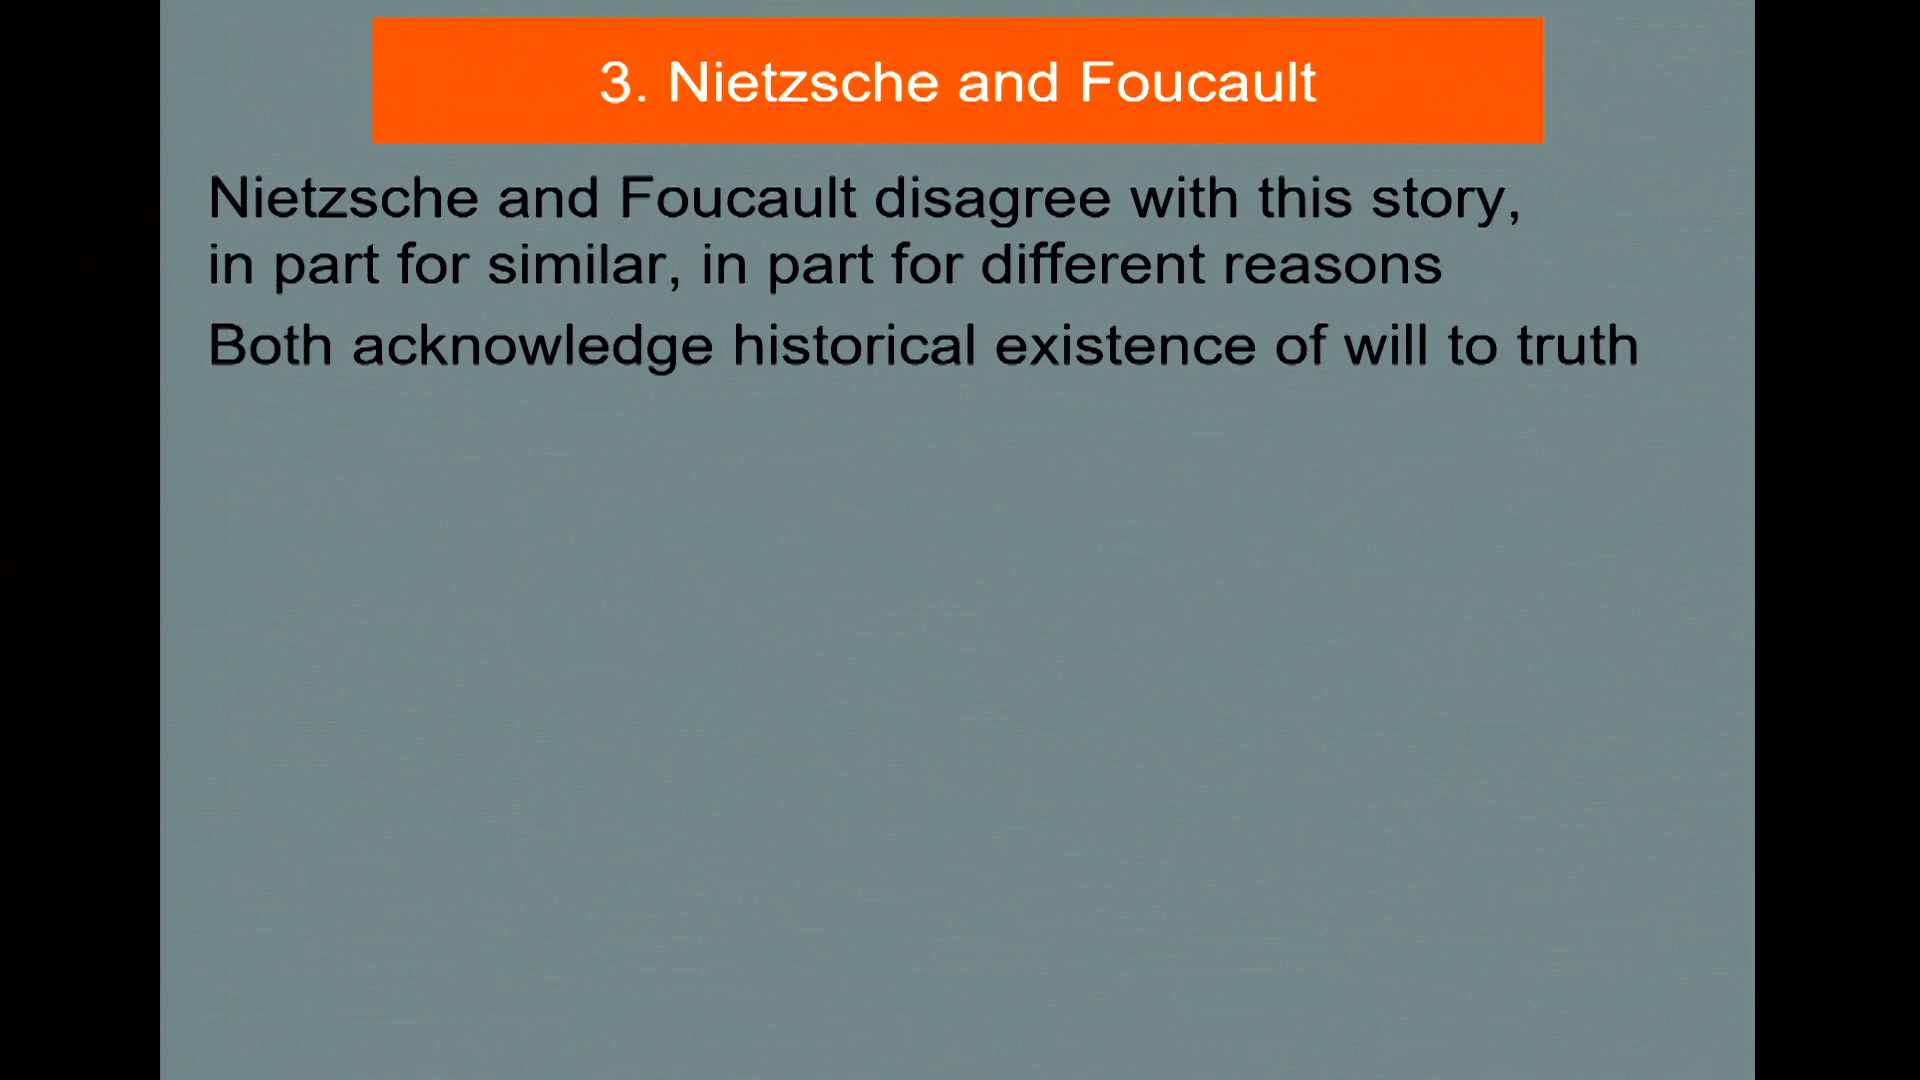 3. Nietzsche and Foucault
Nietzsche and Foucault disagree with this story,
in part for similar, in part for different reasons
Both acknowledge historical existence of will to truth